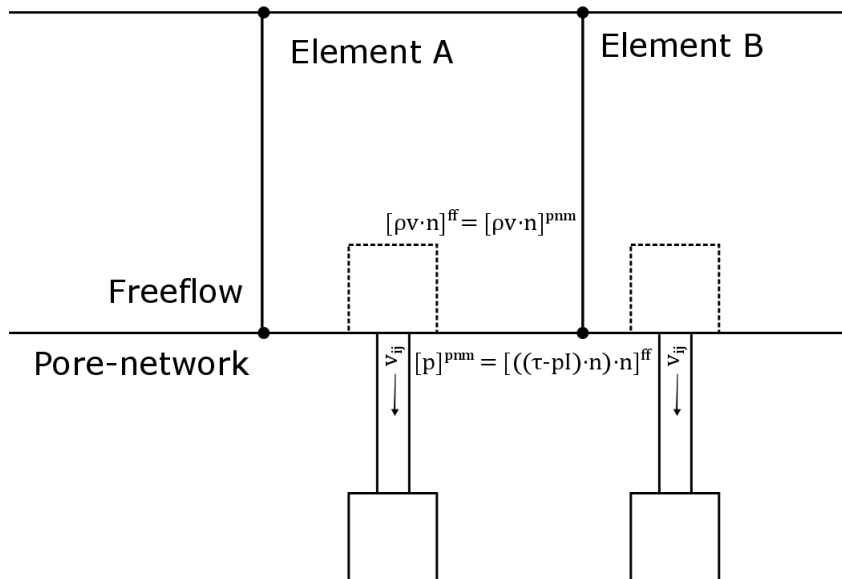 Element A
Element B
[ρv·n]ᶠᶠ = [ρv·n]ᵖⁿᵐ
Freeflow
Pore-network
vᵢⱼ
[p]ᵖⁿᵐ = [((τ-pI)·n)·n]ᶠᶠ
vᵢⱼ